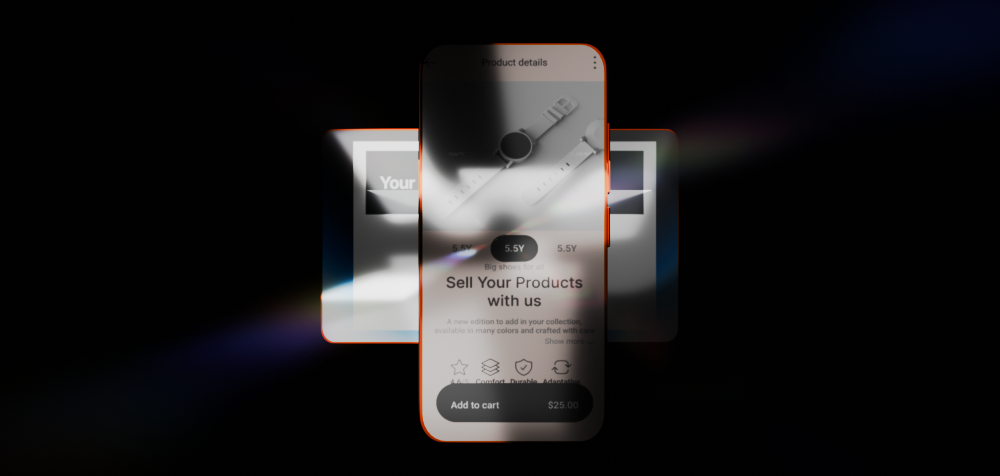 Product details
Your
5.5Y 5.5Y 5.5Y
Big shoes for all
Sell Your Products
with us
A new edition to add in your collection,
available in many colors and crafted with care.
Show more
Comfort Durable Adaptation
Add to cart $25.00